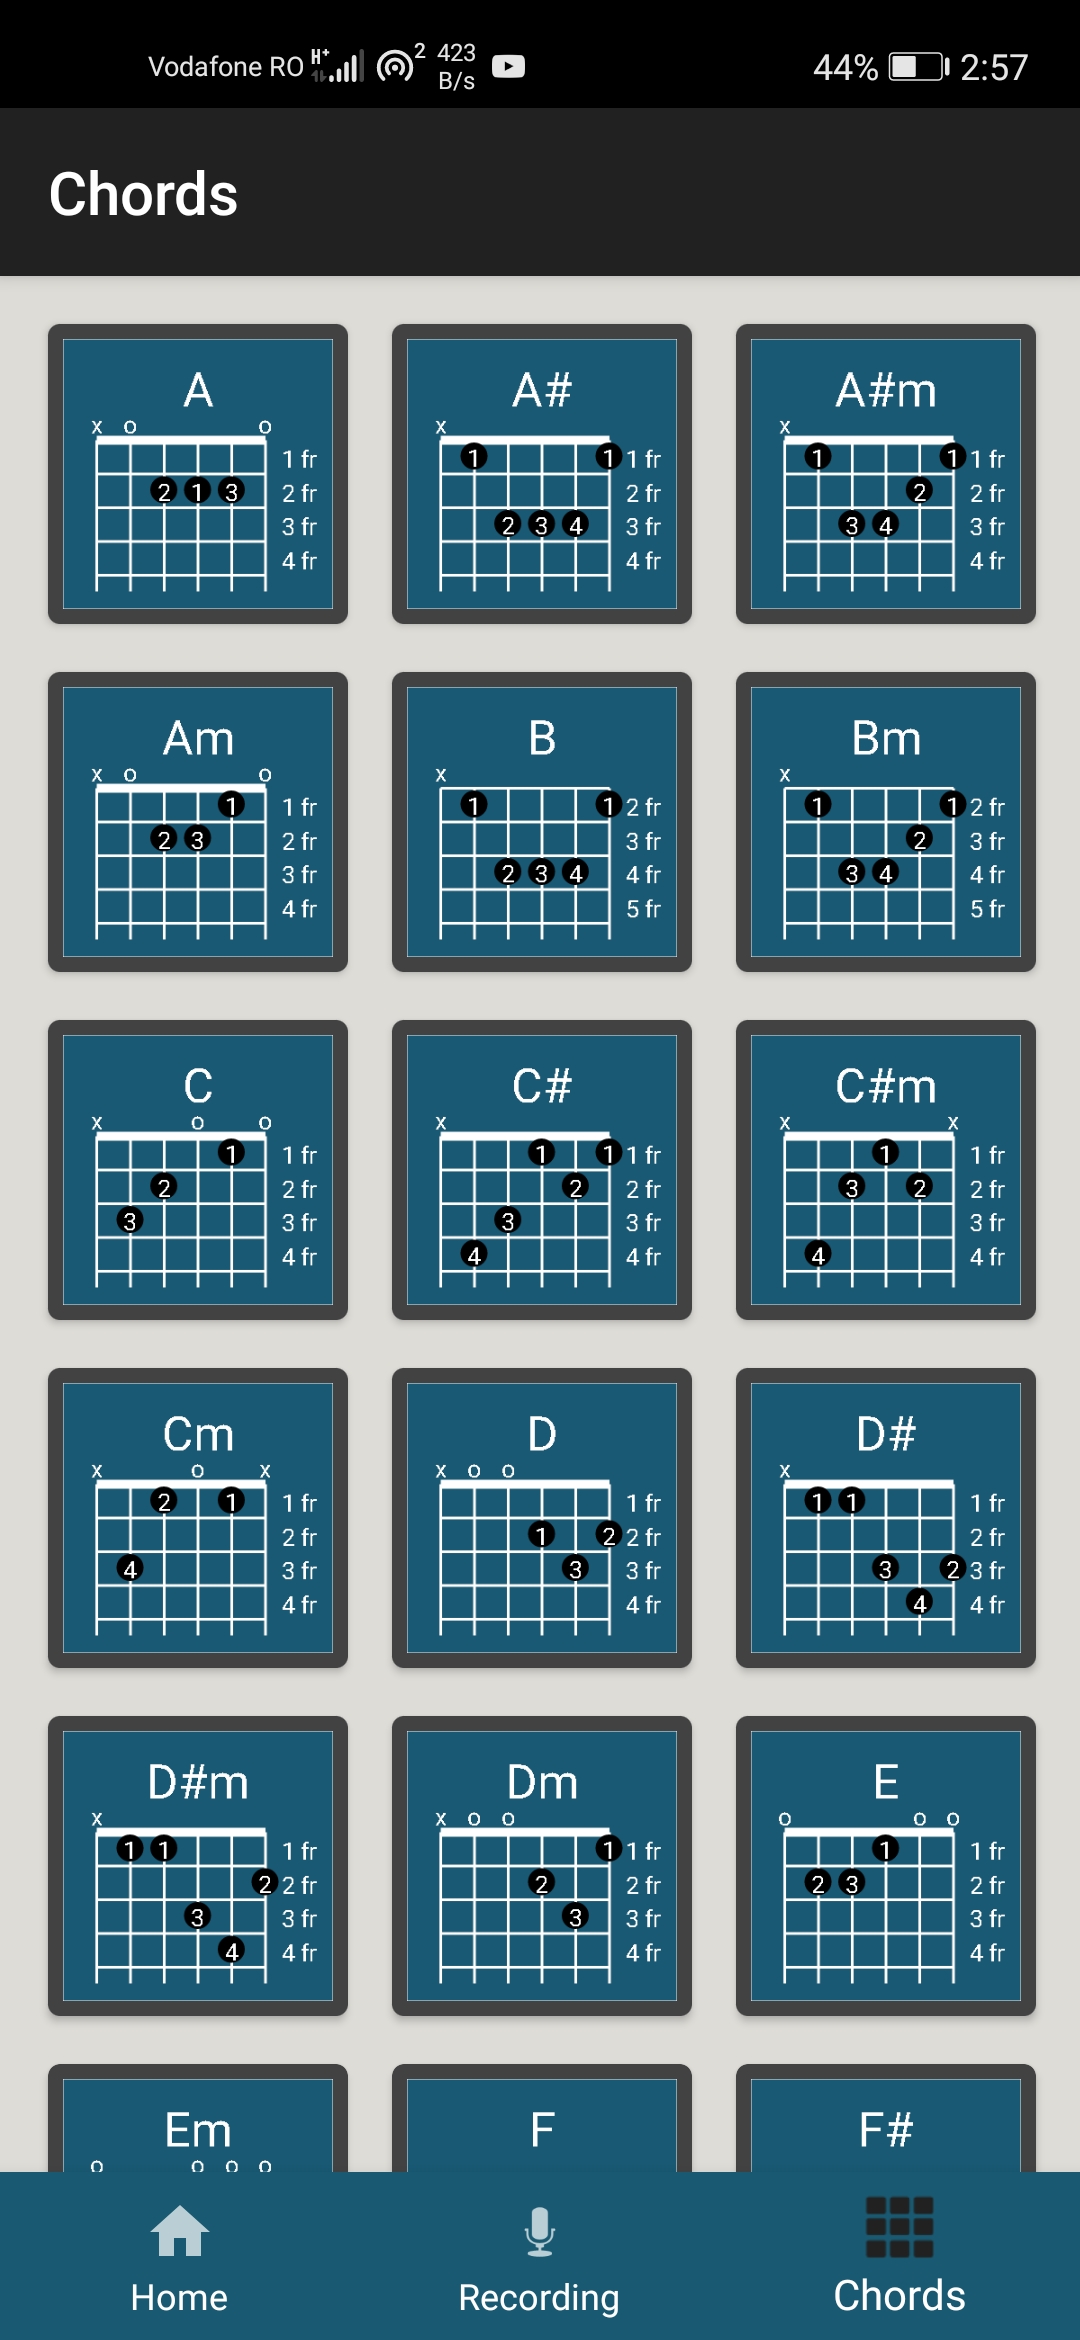 Vodafone RO H+ 2 423 B/s 44% 2:57
Chords
A A# A#m
x o o x x
1 1 1 fr 1 1 1 fr
1 fr
2 1 3 2 fr 2 fr 2 2 fr
3 fr 2 3 4 3 fr 3 4 3 fr
4 fr 4 fr 4 fr
Am B Bm
x o o x x
1 1 fr 1 1 2 fr 1 1 2 fr
2 3 2 fr 3 fr 2 3 fr
3 fr 2 3 4 4 fr 3 4 4 fr
4 fr 5 fr 5 fr
C C# C#m
x o o x x x
1 1 fr 1 1 1 fr 1 1 fr
2 2 fr 2 2 fr 3 2 2 fr
3 3 fr 3 3 fr 3 fr
4 fr 4 4 fr 4 4 fr
Cm D D#
x o x x o o x
2 1 1 fr 1 fr 1 1 1 fr
2 fr 1 2 2 fr 2 fr
4 3 fr 3 3 fr 3 2 3 fr
4 fr 4 fr 4 4 fr
D#m Dm E
x x o o o o o
1 1 1 fr 1 1 fr 1 1 fr
2 2 fr 2 2 fr 2 3 2 fr
3 3 fr 3 3 fr 3 fr
4 4 fr 4 fr 4 fr
Em F F#
o o o o
Home Recording Chords